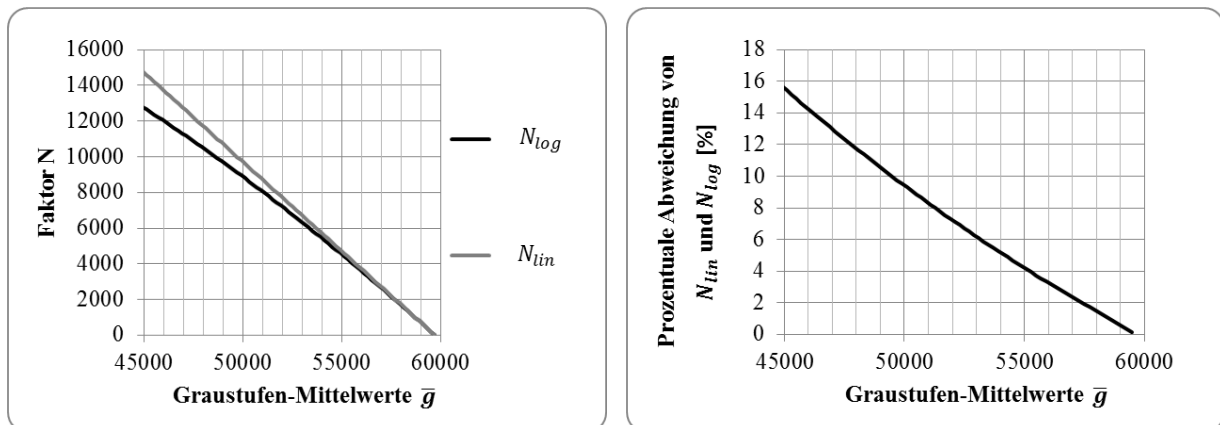 16000
14000
12000
10000
8000
6000
4000
2000
0
45000 50000 55000 60000
Faktor N
Graustufen-Mittelwerte g̅
N_log
N_lin
18
16
14
12
10
8
6
4
2
0
45000 50000 55000 60000
Prozentuale Abweichung von
N_lin und N_log [%]
Graustufen-Mittelwerte g̅